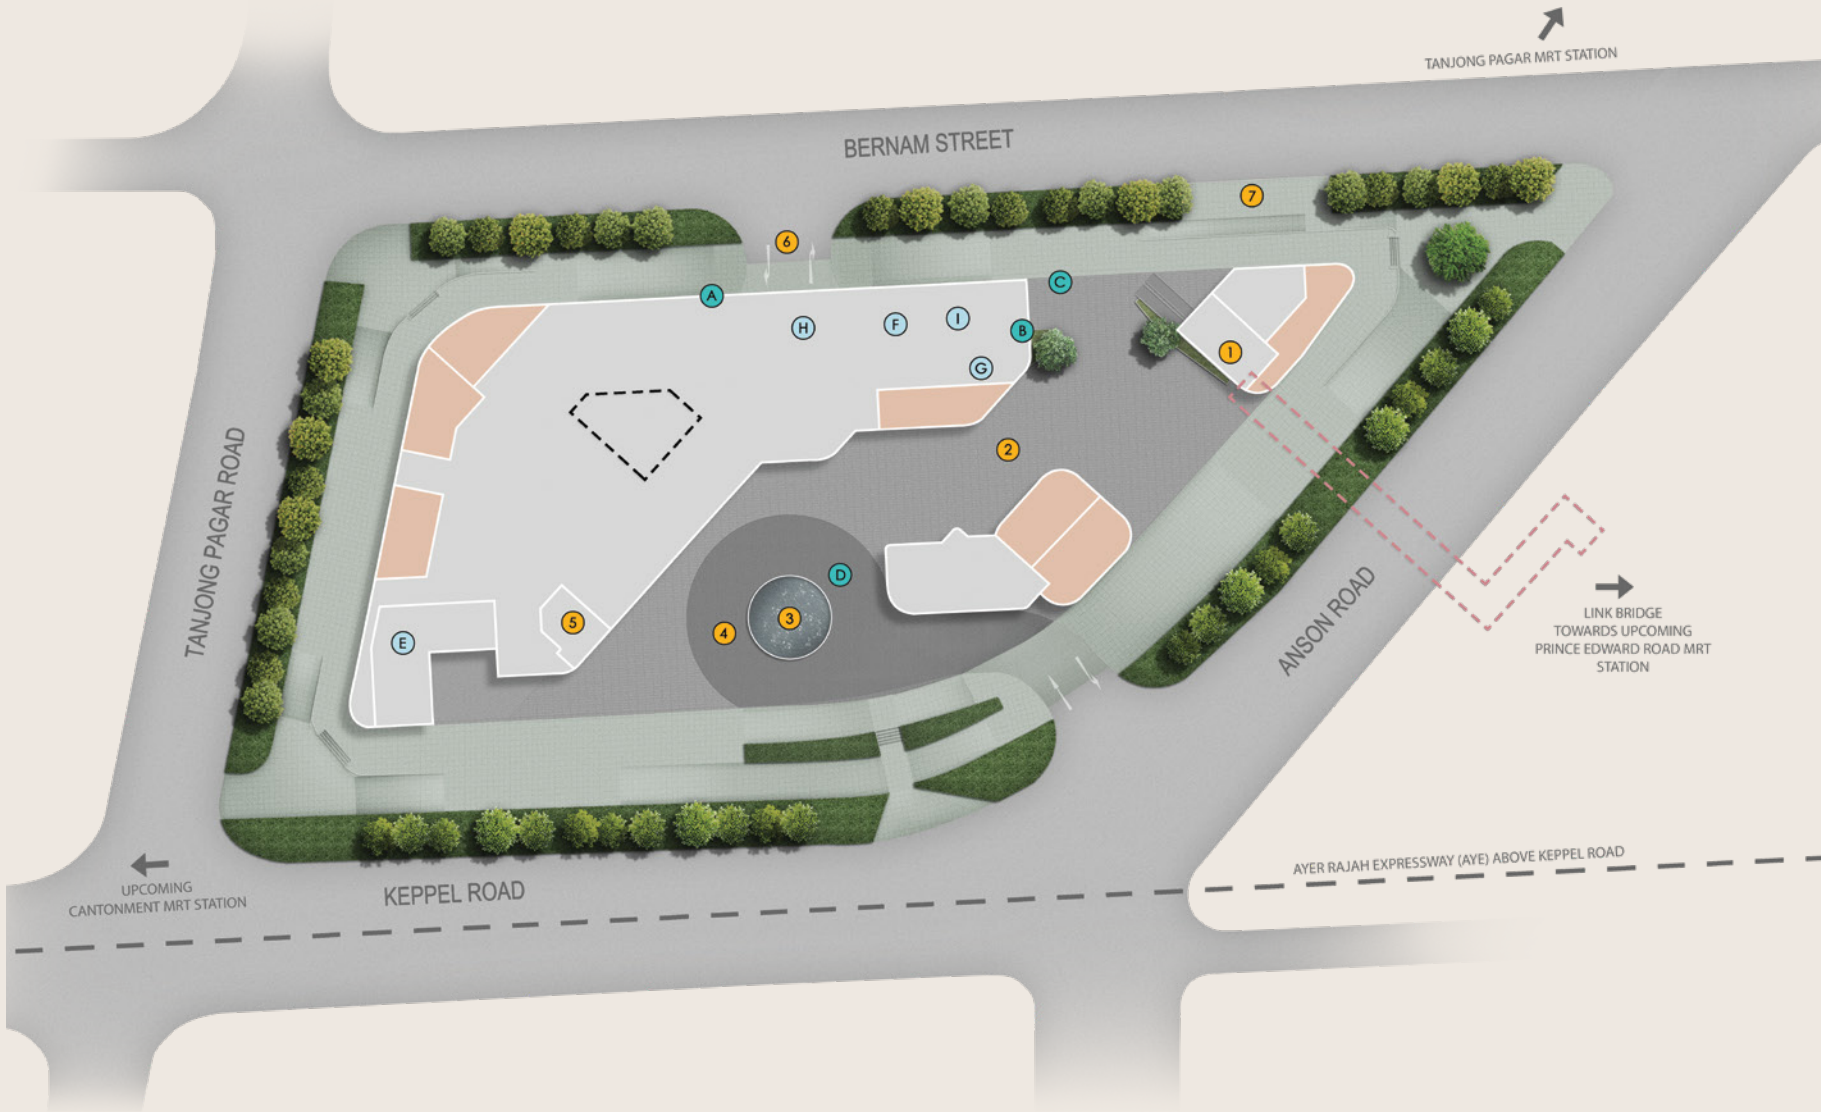 TANJONG PAGAR MRT STATION
BERNAM STREET
7
6
A
C
H
F
I
B
G
1
2
TANJONG PAGAR ROAD
D
3
4
5
E
ANSON ROAD
LINK BRIDGE
TOWARDS UPCOMING
PRINCE EDWARD ROAD MRT
STATION
AYER RAJAH EXPRESSWAY (AYE) ABOVE KEPPEL ROAD
UPCOMING
CANTONMENT MRT STATION
KEPPEL ROAD